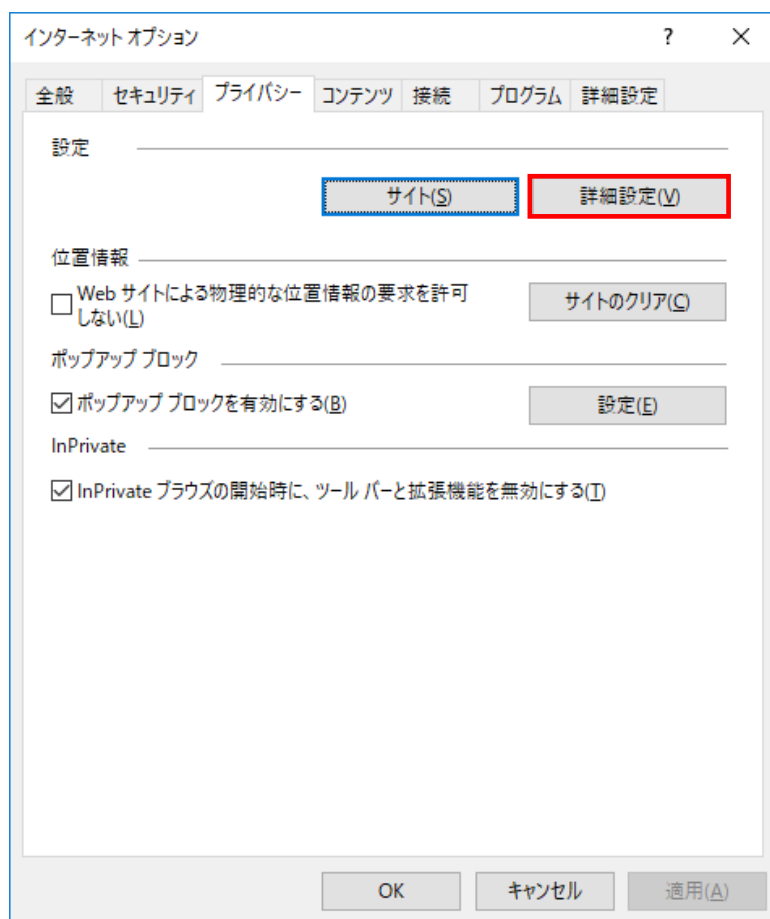 インターネット オプション ?
全般 セキュリティ プライバシー コンテンツ 接続 プログラム 詳細設定
設定
サイト(S) 詳細設定(V)
位置情報
Web サイトによる物理的な位置情報の要求を許可
しない(L)
サイトのクリア(C)
ポップアップ ブロック
ポップアップ ブロックを有効にする(B) 設定(E)
InPrivate
InPrivate ブラウズの開始時に、ツール バーと拡張機能を無効にする(T)
OK キャンセル 適用(A)